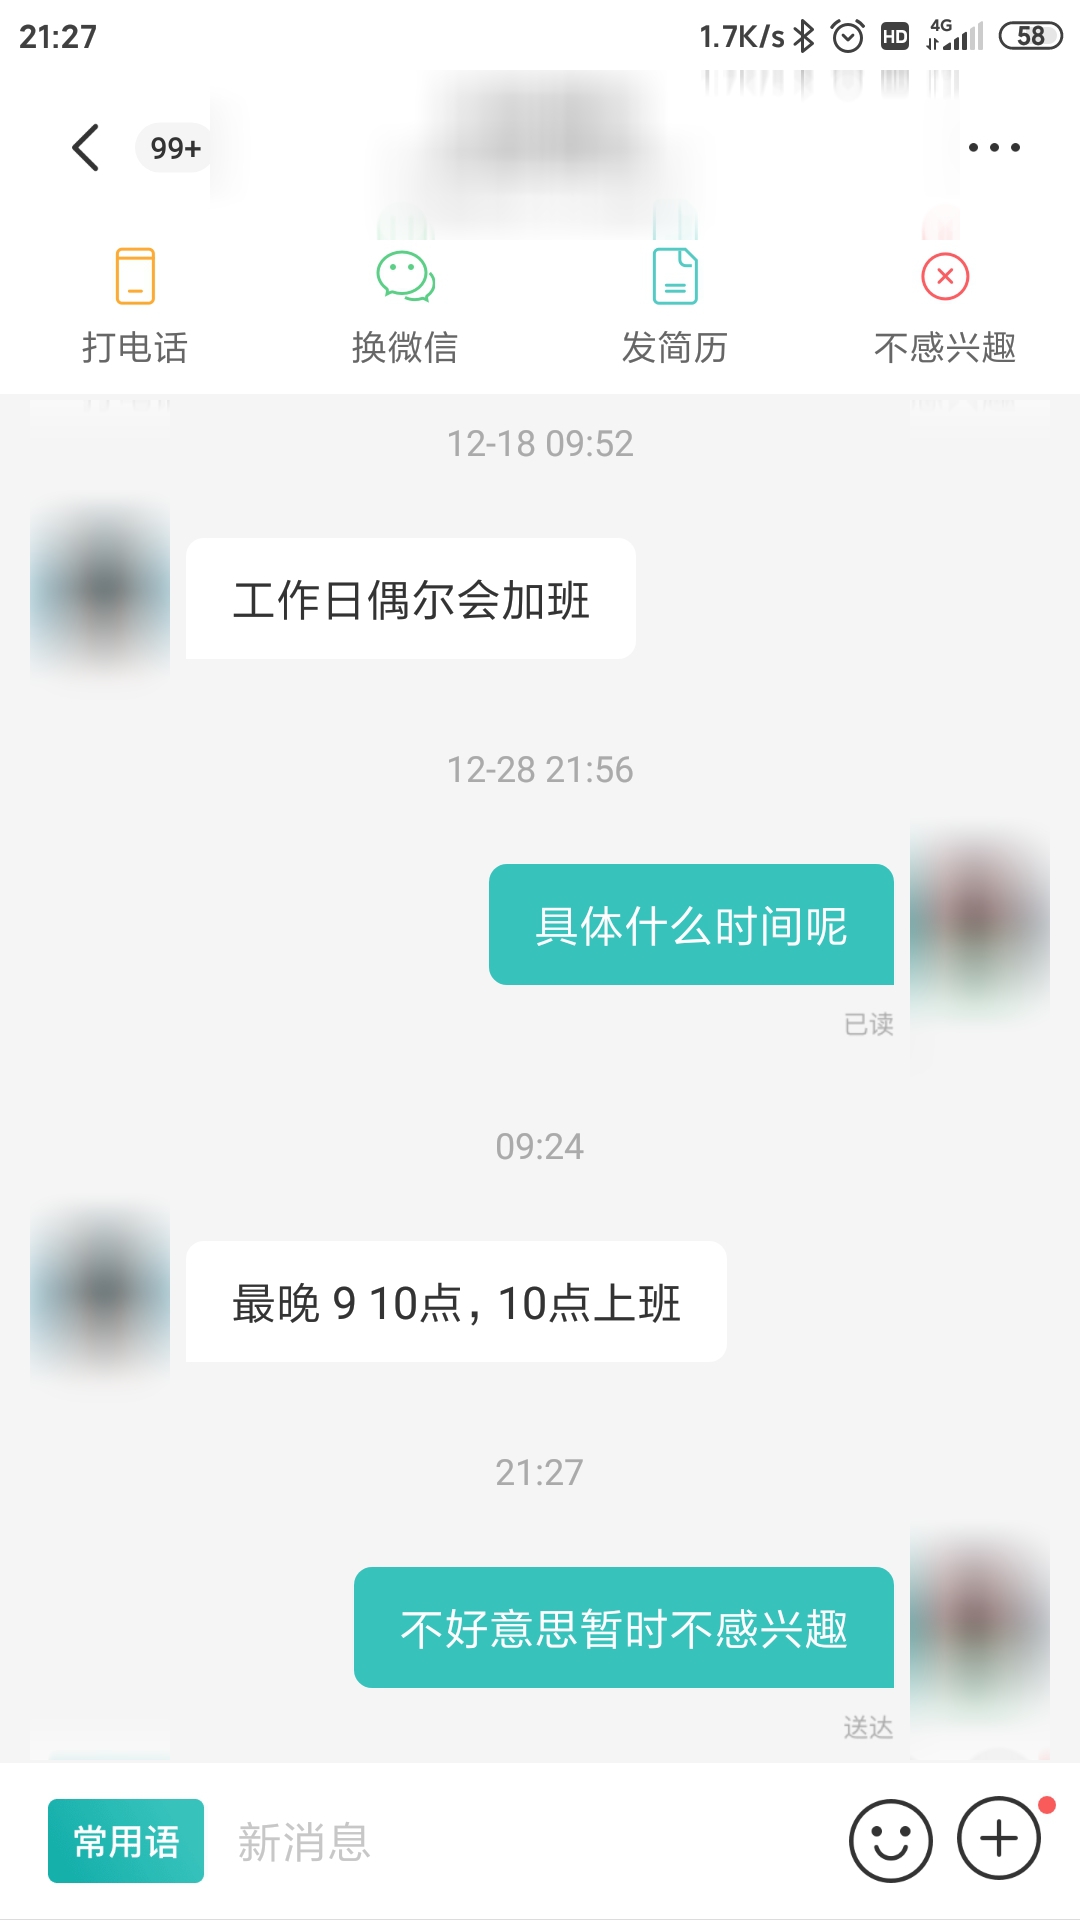 21:27 1.7K/s HD 4G 58
99+
打电话 换微信 发简历 不感兴趣
12-18 09:52
工作日偶尔会加班
12-28 21:56
具体什么时间呢
已读
09:24
最晚 9 10点，10点上班
21:27
不好意思暂时不感兴趣
送达
常用语 新消息